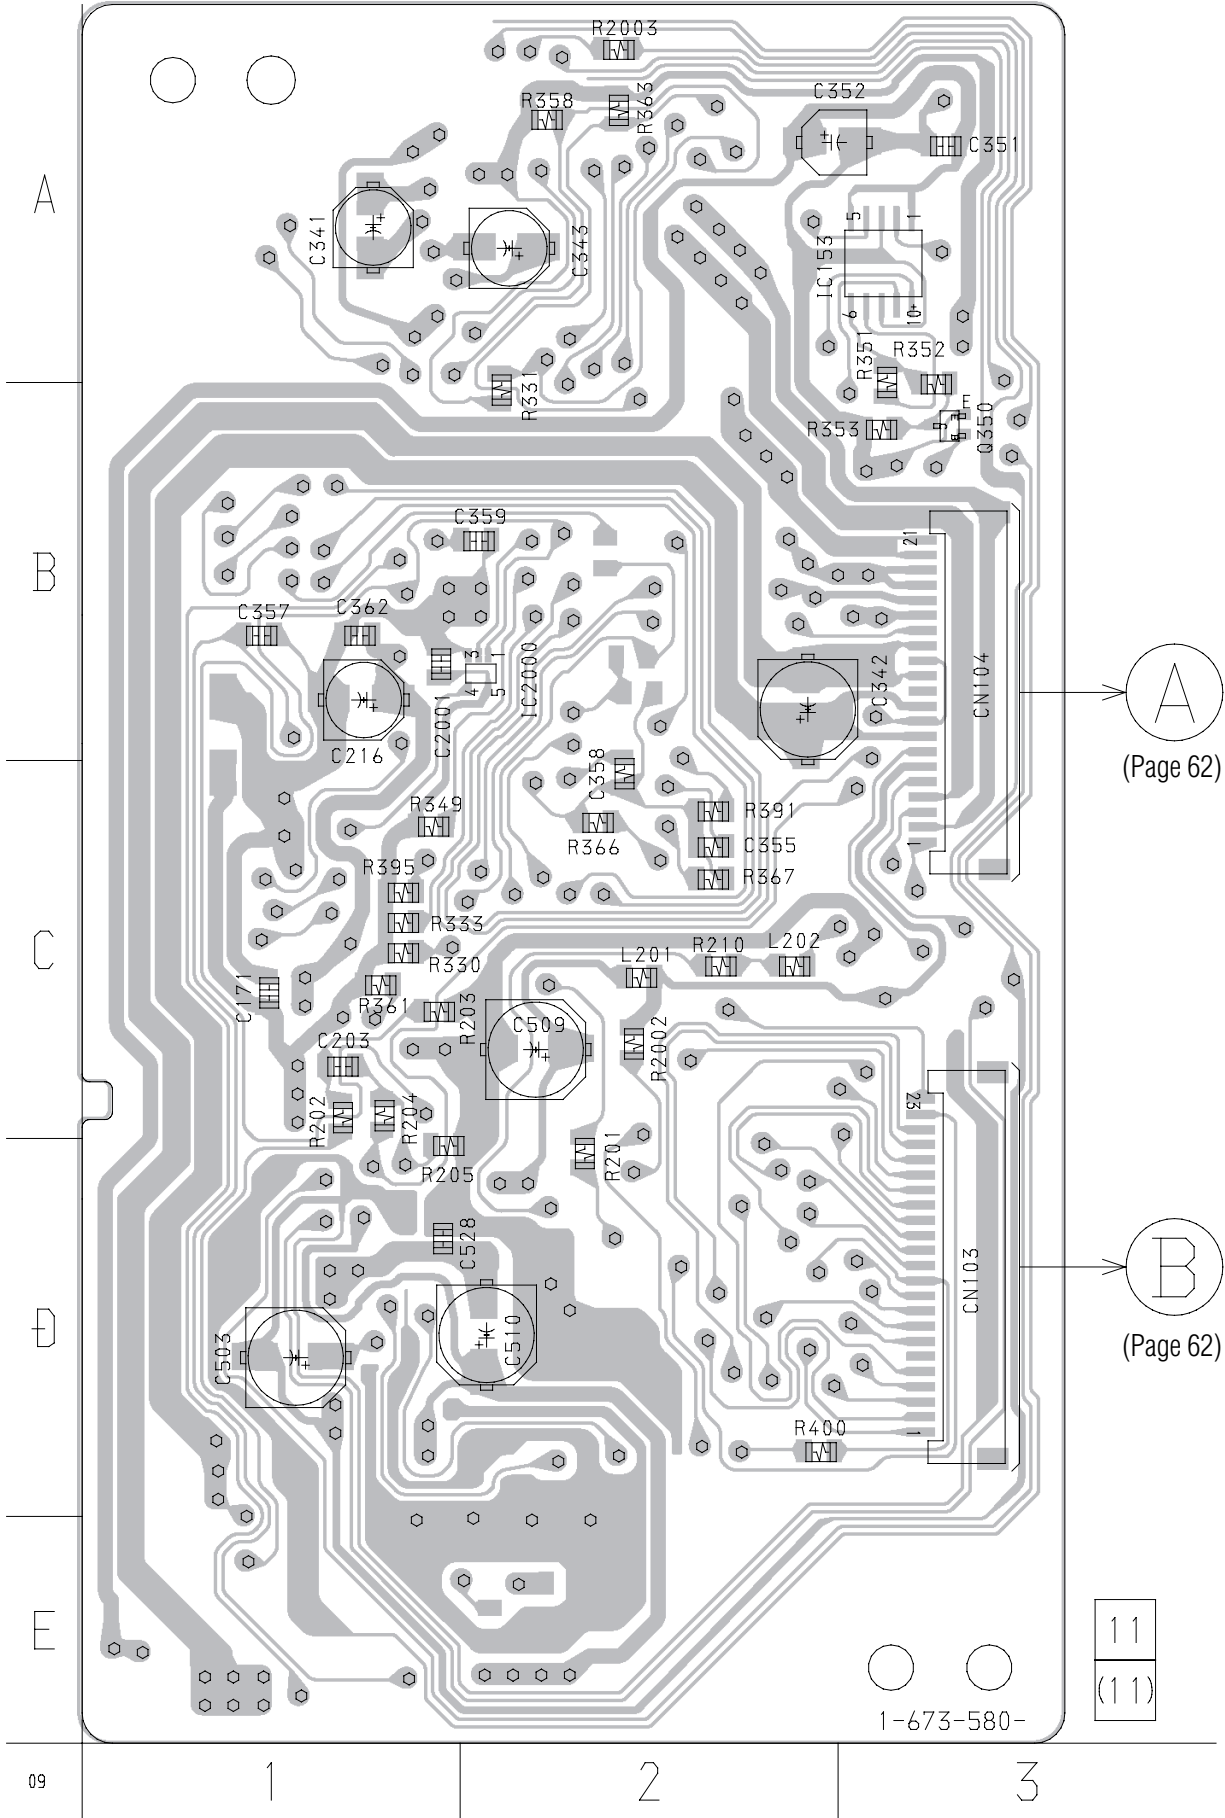 R2003
R358
R363
C352
C351
A
C341
C343
5
1
IC153
6
10
R351
R352
R331
R353
E
Q350
C359
21
B
C357
C362
3
1
4
5
IC2000
C2001
C342
CN104
A
(Page 62)
C216
C358
R349
R391
R366
C355
1
R395
R367
R333
C
R330
L201
R210
L202
C171
R361
R203
C509
C203
R2002
R202
R204
23
R205
R201
C528
CN103
B
D
C503
C510
(Page 62)
R400
1
E
11
(11)
1-673-580-
09
1
2
3